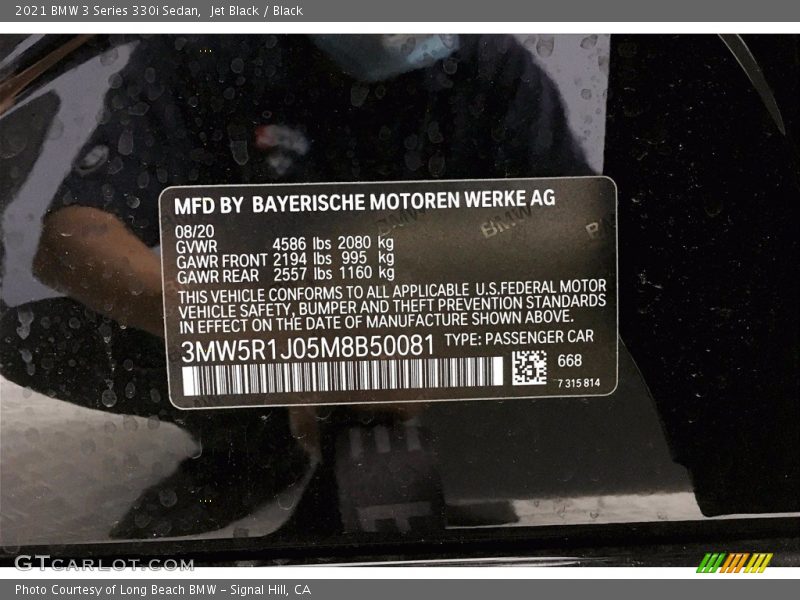 2021 BMW 3 Series 330i Sedan, Jet Black / Black
MFD BY BAYERISCHE MOTOREN WERKE AG
08/20
GVWR 4586 lbs 2080 kg
GAWR FRONT 2194 lbs 995 kg
GAWR REAR 2557 lbs 1160 kg
THIS VEHICLE CONFORMS TO ALL APPLICABLE U.S.FEDERAL MOTOR
VEHICLE SAFETY, BUMPER AND THEFT PREVENTION STANDARDS
IN EFFECT ON THE DATE OF MANUFACTURE SHOWN ABOVE.
3MW5R1J05M8B50081 TYPE: PASSENGER CAR
668
7 315 814
GTCARLOT.COM
Photo Courtesy of Long Beach BMW – Signal Hill, CA